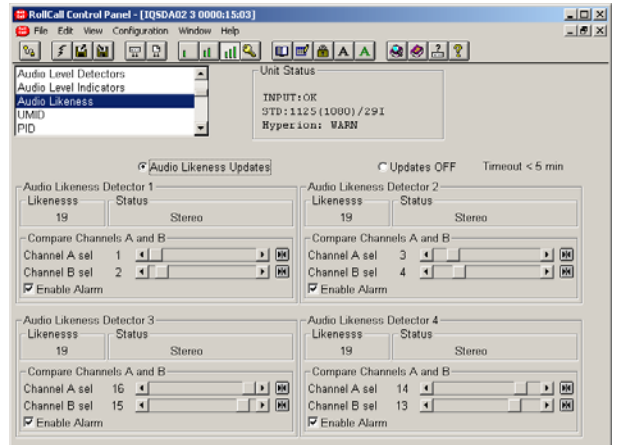 RollCall Control Panel - [IQSDA02 3 0000:15:03]
File Edit View Configuration Window Help
A A
Audio Level Detectors
Audio Level Indicators
Audio Likeness
UMID
PID
Unit Status
INPUT:OK
STD:1125(1080)/29I
Hyperion: WARN
Audio Likeness Updates
Updates OFF
Timeout < 5 min
Audio Likeness Detector 1
Likenesss Status
19 Stereo
Compare Channels A and B
Channel A sel 1
Channel B sel 2
Enable Alarm
Audio Likeness Detector 2
Likenesss Status
19 Stereo
Compare Channels A and B
Channel A sel 3
Channel B sel 4
Enable Alarm
Audio Likeness Detector 3
Likenesss Status
19 Stereo
Compare Channels A and B
Channel A sel 16
Channel B sel 15
Enable Alarm
Audio Likeness Detector 4
Likenesss Status
19 Stereo
Compare Channels A and B
Channel A sel 14
Channel B sel 13
Enable Alarm